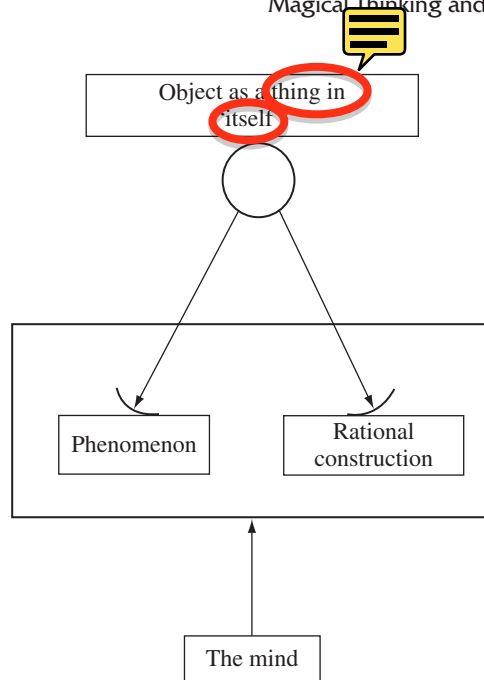 Magical Thinking and
Object as a thing in
itself
Phenomenon
Rational
construction
The mind